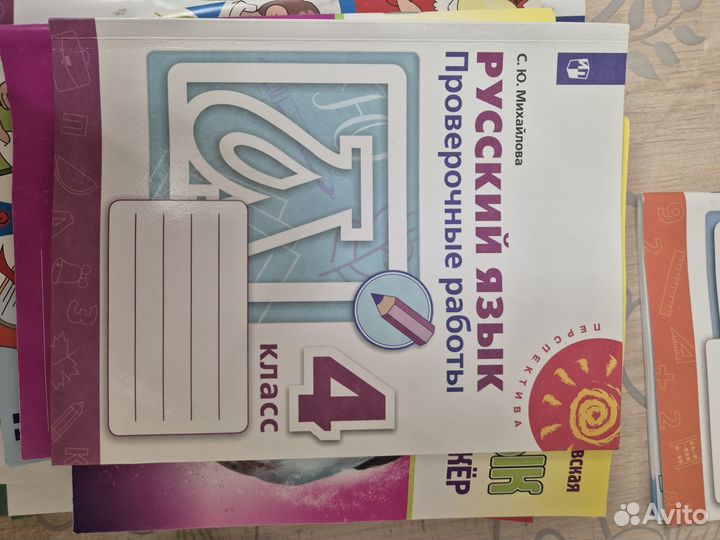 С. Ю. Михайлова
РУССКИЙ ЯЗЫК
Проверочные работы
4
класс
ПЕРСПЕКТИВА
Avito